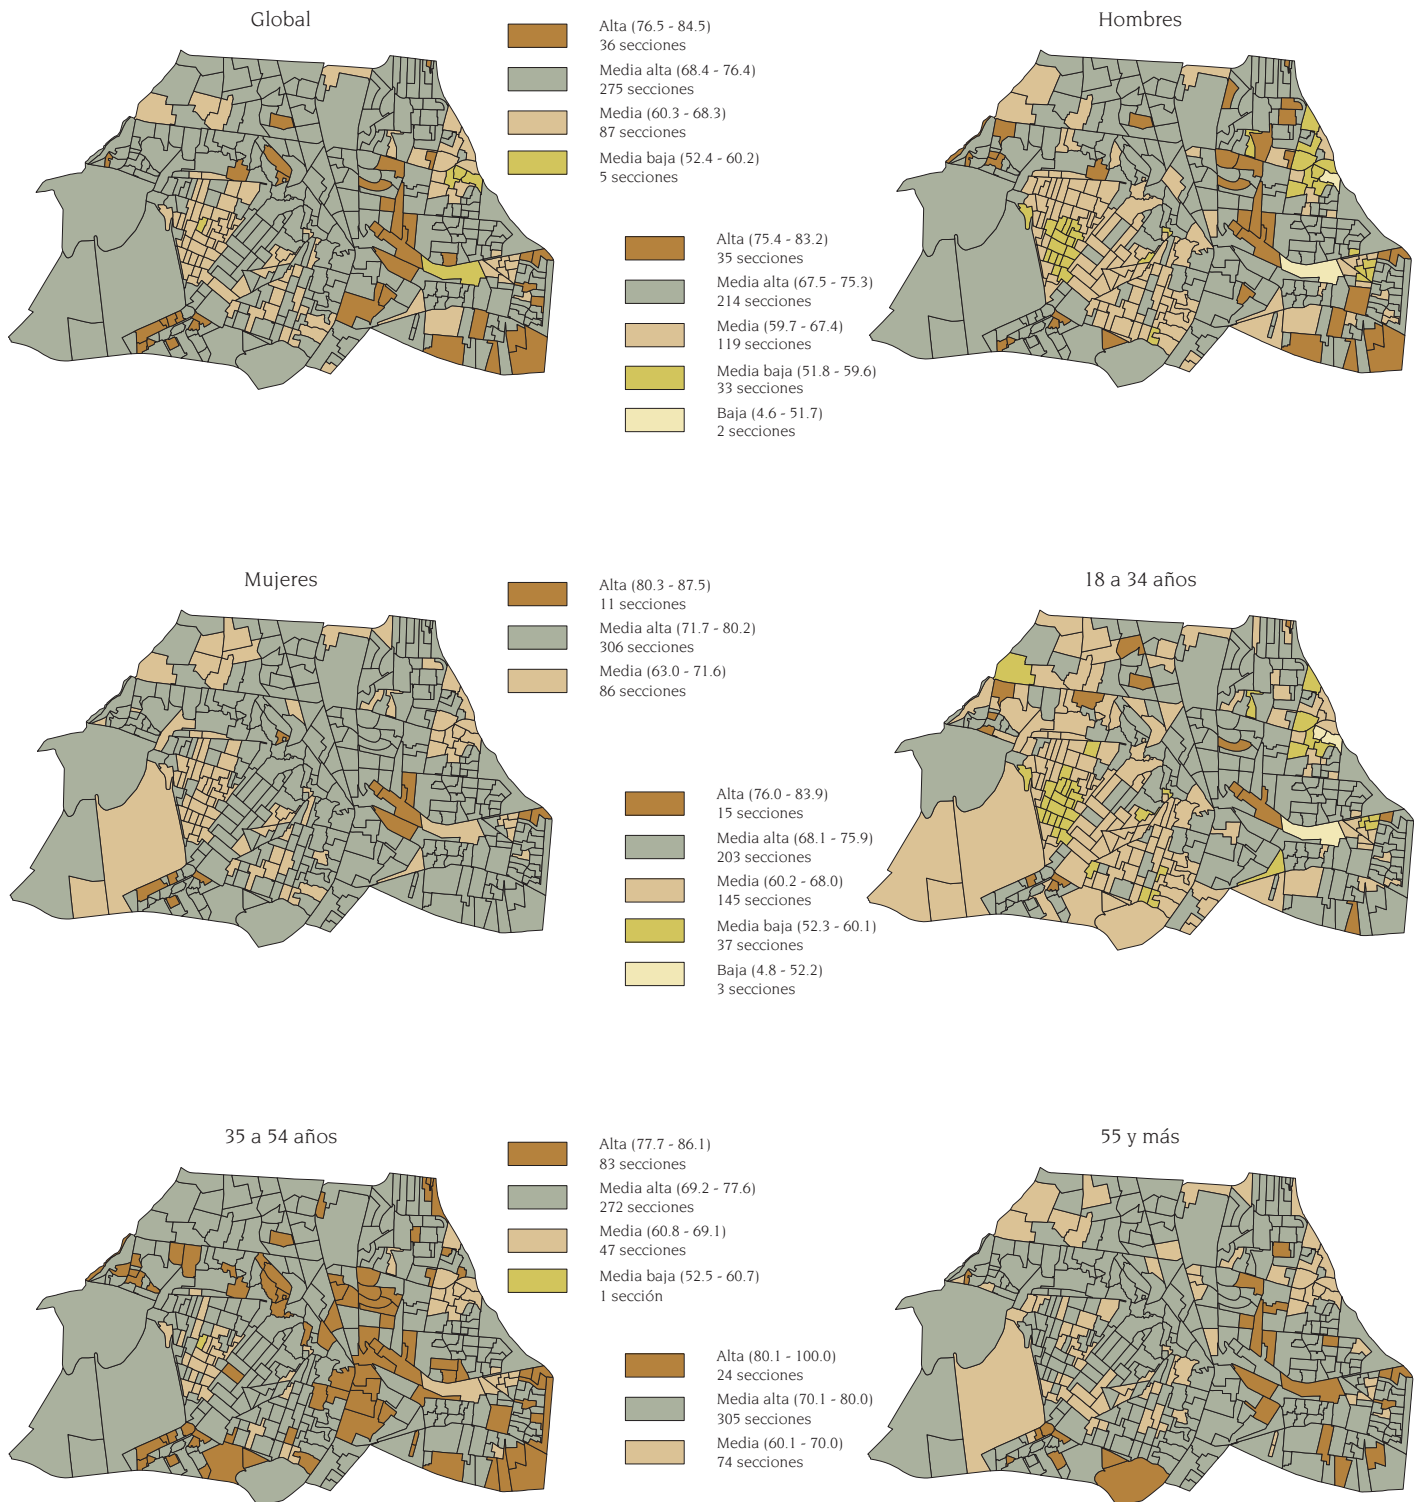 Global
Alta (76.5 - 84.5)
36 secciones
Media alta (68.4 - 76.4)
275 secciones
Media (60.3 - 68.3)
87 secciones
Media baja (52.4 - 60.2)
5 secciones
Hombres
Alta (75.4 - 83.2)
35 secciones
Media alta (67.5 - 75.3)
214 secciones
Media (59.7 - 67.4)
119 secciones
Media baja (51.8 - 59.6)
33 secciones
Baja (4.6 - 51.7)
2 secciones
Mujeres
Alta (80.3 - 87.5)
11 secciones
Media alta (71.7 - 80.2)
306 secciones
Media (63.0 - 71.6)
86 secciones
18 a 34 años
Alta (76.0 - 83.9)
15 secciones
Media alta (68.1 - 75.9)
203 secciones
Media (60.2 - 68.0)
145 secciones
Media baja (52.3 - 60.1)
37 secciones
Baja (4.8 - 52.2)
3 secciones
35 a 54 años
Alta (77.7 - 86.1)
83 secciones
Media alta (69.2 - 77.6)
272 secciones
Media (60.8 - 69.1)
47 secciones
Media baja (52.5 - 60.7)
1 sección
55 y más
Alta (80.1 - 100.0)
24 secciones
Media alta (70.1 - 80.0)
305 secciones
Media (60.1 - 70.0)
74 secciones